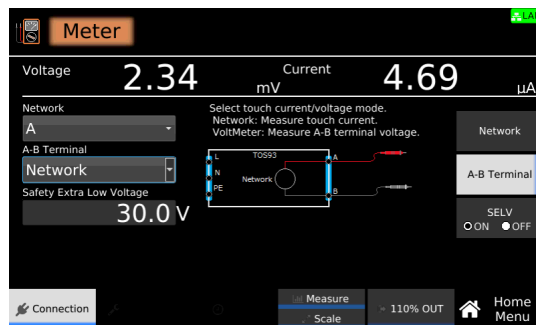 LAN
Meter
Voltage 2.34 mV Current 4.69 μA
Network
A
A-B Terminal
Network
Safety Extra Low Voltage
30.0 V
Select touch current/voltage mode.
Network: Measure touch current.
VoltMeter: Measure A-B terminal voltage.
L TOS93 A
N Network
PE B
Network
A-B Terminal
SELV
ON OFF
Connection
Measure
Scale
110% OUT
Home
Menu